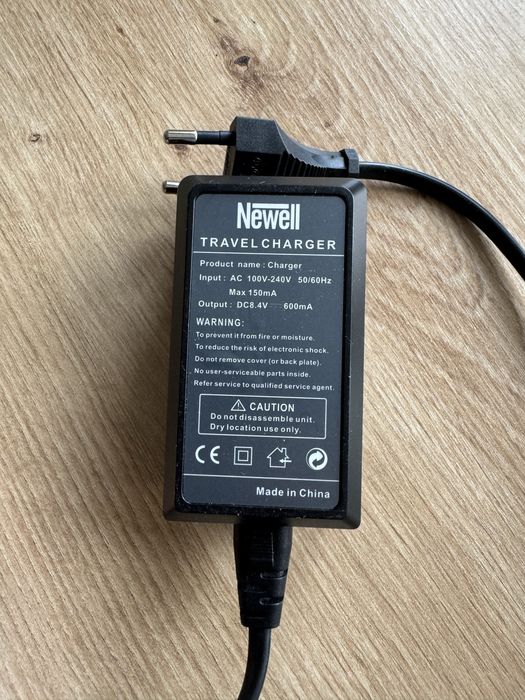 Newell
TRAVEL CHARGER
Product name : Charger
Input : AC 100V-240V 50/60Hz
Max 150mA
Output : DC8.4V 600mA
WARNING:
To prevent it from fire or moisture.
To reduce the risk of electronic shock.
Do not remove cover (or back plate).
No user-serviceable parts inside.
Refer service to qualified service agent.
CAUTION
Do not disassemble unit.
Dry location use only.
CE
Made in China